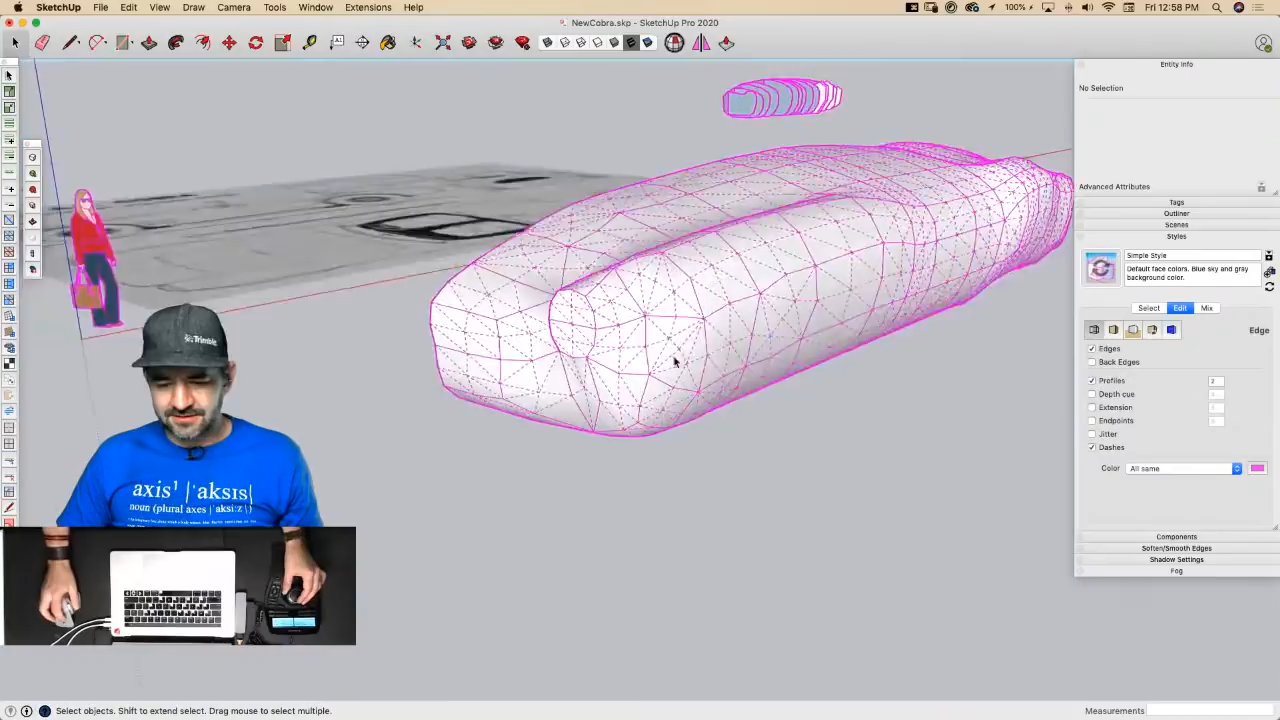 SketchUp File Edit View Draw Camera Tools Window Extensions Help
100% Fri 12:58 PM
NewCobra.skp - SketchUp Pro 2020
Entity Info
No Selection
Advanced Attributes
Tags
Outliner
Scenes
Styles
Simple Style
Default face colors. Blue sky and gray
background color.
Select Edit Mix
Edge
Edges
Back Edges
Profiles 2
Depth cue
Extension
Endpoints
Jitter
Dashes
Color All same
Components
Soften/Smooth Edges
Shadow Settings
Fog
Trimble
axis¹ |ˈaksɪs|
noun (plural axes |ˈaksiːz|)
Select objects. Shift to extend select. Drag mouse to select multiple.
Measurements